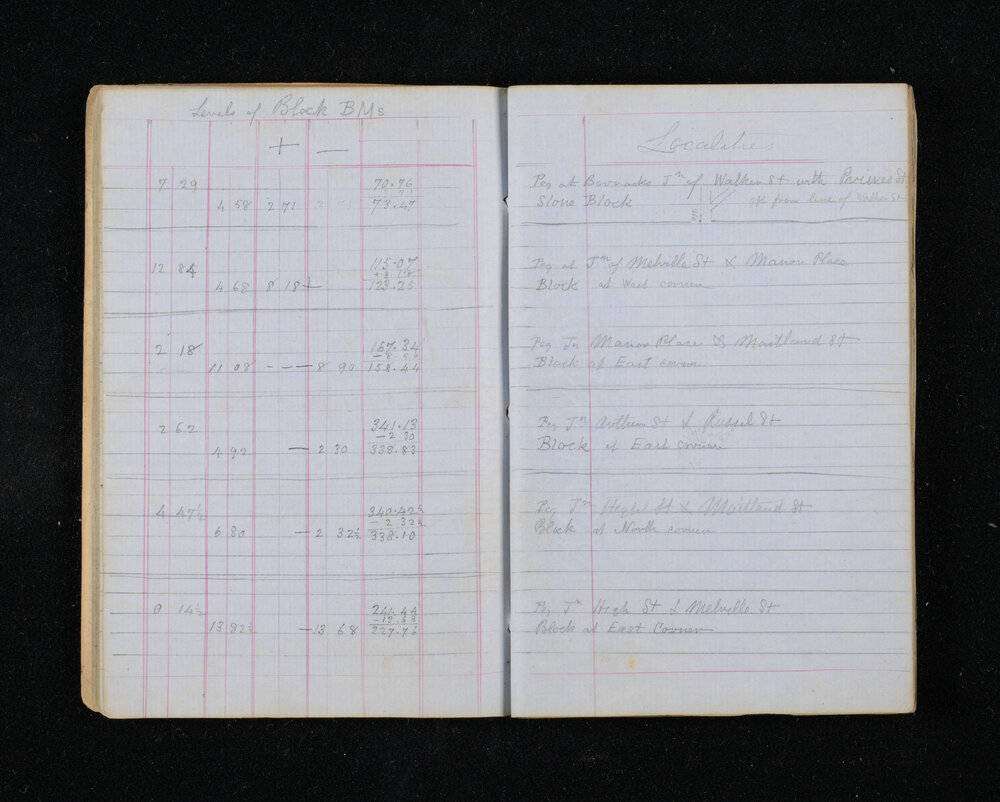 Levels of Block BMs
+ —
7 29 70.76
4 58 2 71 73.47
12 84 115.07
4 68 8 18 + 123.25
2 18 167.34
11 08 - - — 8 90 158.44
2 62 341.13
— 2 30
4 92 — 2 30 338.83
4 47½ 340.42½
— 2 32½
6 80 — 2 32½ 338.10
0 14½ 241.44
— 13.68
13 82½ — 13 68 227.76
Localities
Peg at Jn of Walker St with Princes St
Stone Block off from line of Walker St
Peg at Jn of Melville St & Manor Place
Block at West corner
Peg Jn Manor Place & Maitland St
Block at East corner
Peg Jn Arthur St & Russel St
Block at East corner
Peg Jn High St & Maitland St
Block at North corner
Peg Jn High St & Melville St
Block at East Corner